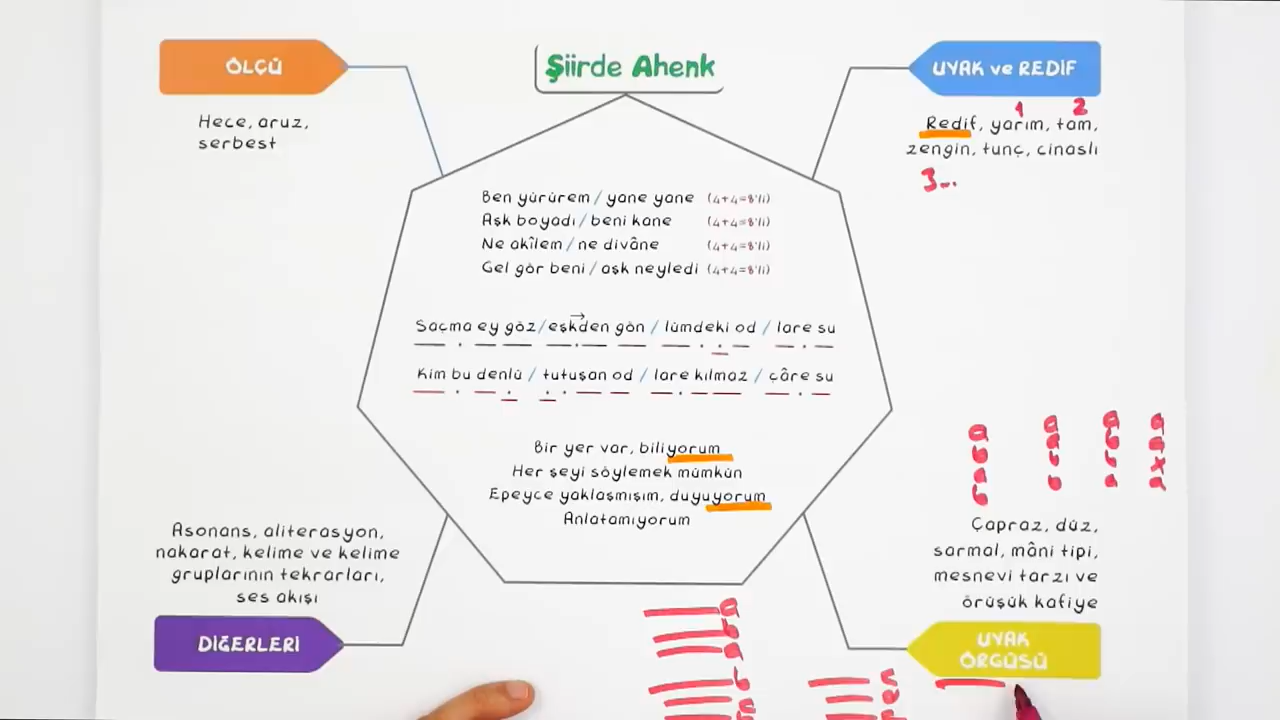 Şiirde Ahenk
ÖLÇÜ
Hece, aruz,
serbest
UYAK ve REDİF
1 2
Redif, yarım, tam,
zengin, tunç, cinaslı
3...
Ben yürürem / yane yane (4+4=8'li)
Aşk boyadı / beni kane (4+4=8'li)
Ne akîlem / ne divâne (4+4=8'li)
Gel gör beni / aşk neyledi (4+4=8'li)
Saçma ey göz / eşkden gön / lümdeki od / lare su
Kim bu denlü / tutuşan od / lare kılmaz / çâre su
Bir yer var, biliyorum
Her şeyi söylemek mümkün
Epeyce yaklaşmışım, duyuyorum
Anlatamıyorum
Asonans, aliterasyon,
nakarat, kelime ve kelime
gruplarının tekrarları,
ses akışı
DİĞERLERİ
Çapraz, düz,
sarmal, mâni tipi,
mesnevi tarzı ve
örüşük kafiye
UYAK
ÖRGÜSÜ
a
b
a
b